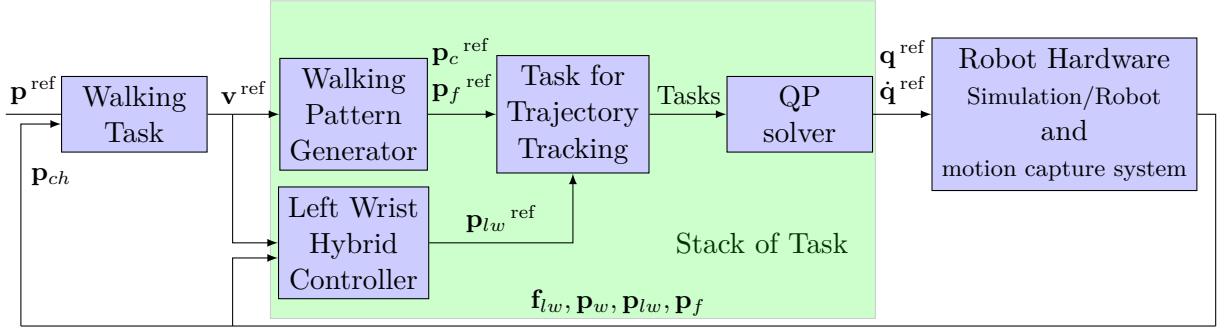 p^ref
Walking
Task
p_ch
v^ref
Walking
Pattern
Generator
p_c^ref
p_f^ref
Task for
Trajectory
Tracking
Tasks
QP
solver
q^ref
q̇^ref
Robot Hardware
Simulation/Robot
and
motion capture system
Left Wrist
Hybrid
Controller
p_lw^ref
Stack of Task
f_lw, p_w, p_lw, p_f